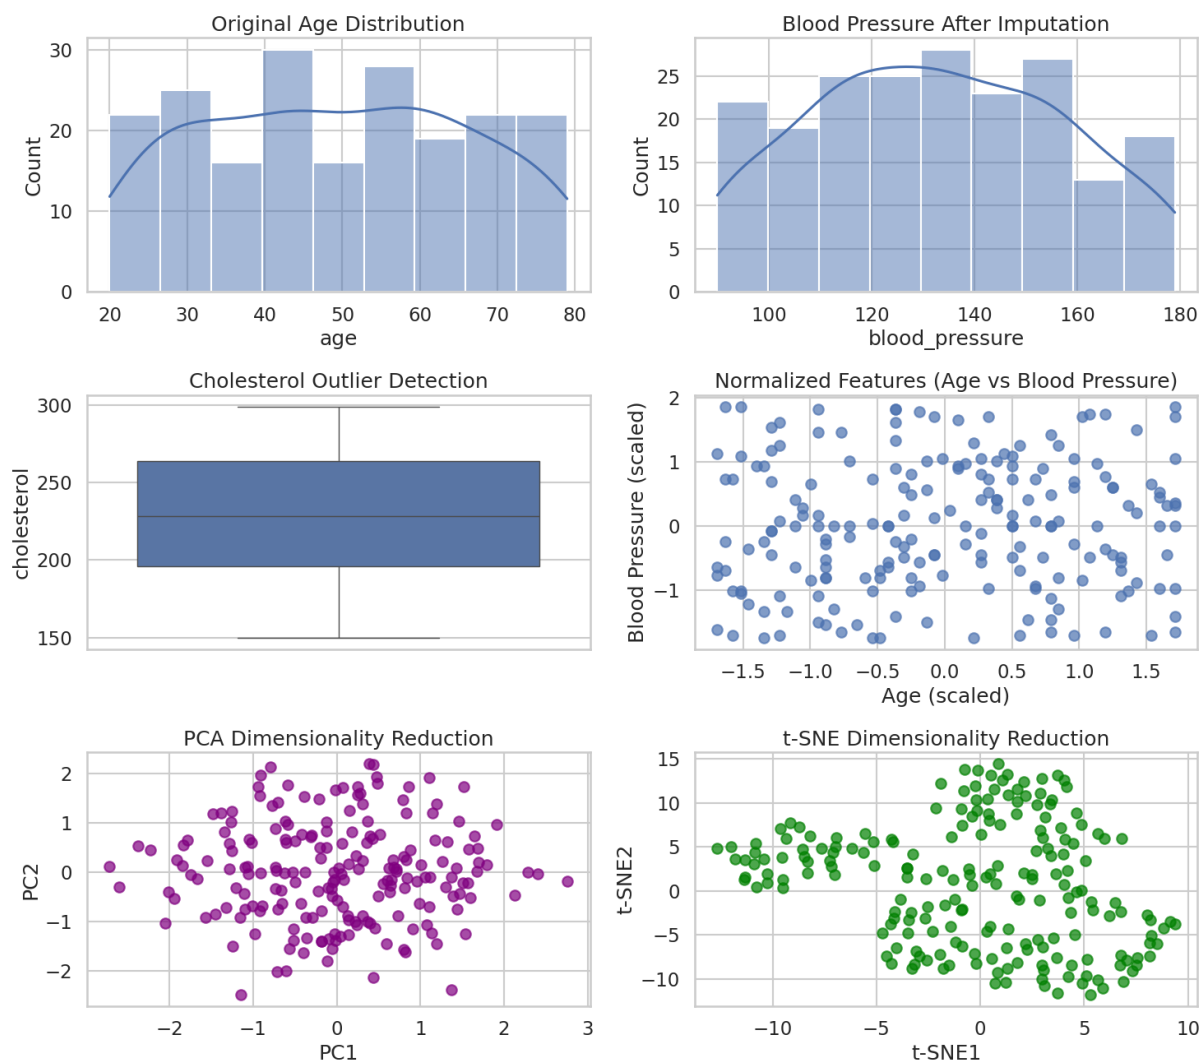 Original Age Distribution
Count
30
20
10
0
20 30 40 50 60 70 80
age
Blood Pressure After Imputation
Count
25
20
15
10
5
0
100 120 140 160 180
blood_pressure
Cholesterol Outlier Detection
cholesterol
300
250
200
150
Normalized Features (Age vs Blood Pressure)
Blood Pressure (scaled)
2
1
0
−1
−1.5 −1.0 −0.5 0.0 0.5 1.0 1.5
Age (scaled)
PCA Dimensionality Reduction
PC2
2
1
0
−1
−2
−2 −1 0 1 2 3
PC1
t-SNE Dimensionality Reduction
t-SNE2
15
10
5
0
−5
−10
−10 −5 0 5 10
t-SNE1